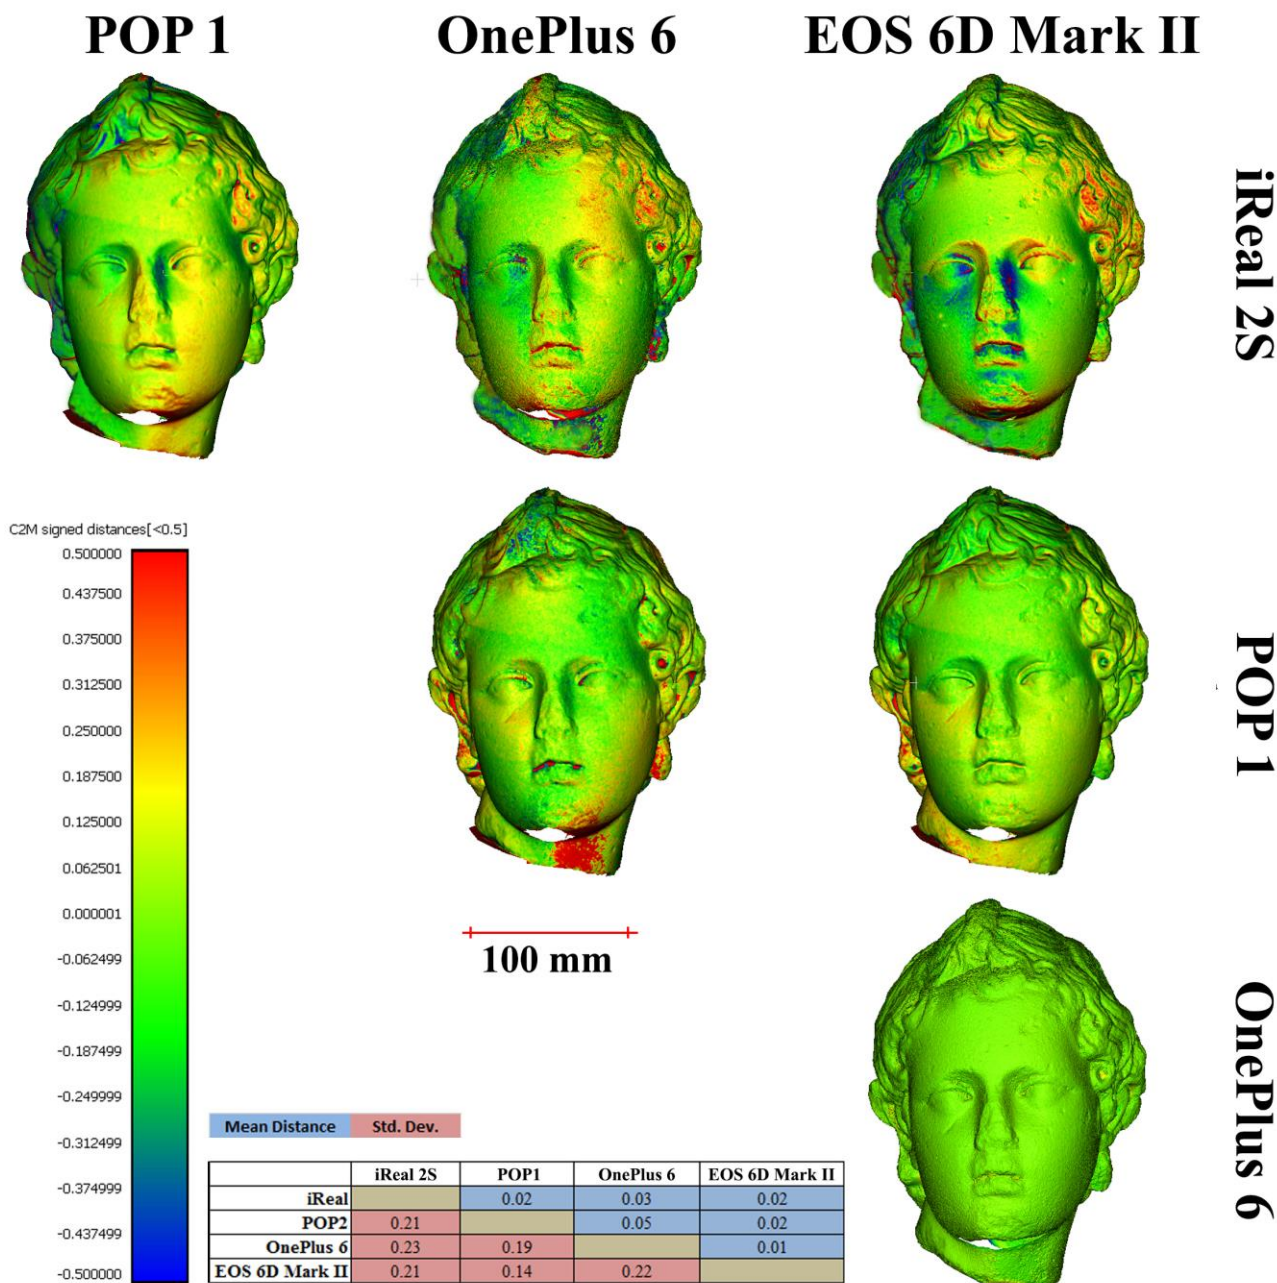 POP 1 OnePlus 6 EOS 6D Mark II
iReal 2S
C2M signed distances[<0.5]
0.500000
0.437500
0.375000
0.312500
0.250000
0.187500
0.125000
0.062501
0.000001
-0.062499
-0.124999
-0.187499
-0.249999
-0.312499
-0.374999
-0.437499
-0.500000
POP 1
100 mm
OnePlus 6
Mean Distance Std. Dev.
iReal 2S POP1 OnePlus 6 EOS 6D Mark II
iReal 0.02 0.03 0.02
POP2 0.21 0.05 0.02
OnePlus 6 0.23 0.19 0.01
EOS 6D Mark II 0.21 0.14 0.22